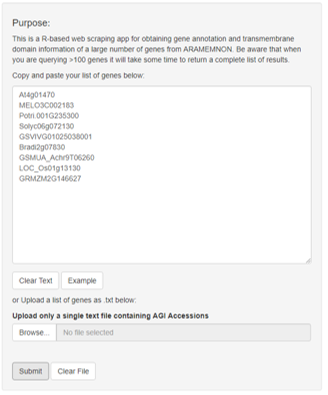 Purpose:
This is a R-based web scraping app for obtaining gene annotation and transmembrane
domain information of a large number of genes from ARAMEMNON. Be aware that when
you are querying >100 genes it will take some time to return a complete list of results.
Copy and paste your list of genes below:
At4g01470
MELO3C002183
Potri.001G235300
Solyc06g072130
GSVIVG01025038001
Bradi2g07830
GSMUA_Achr9T06260
LOC_Os01g13130
GRMZM2G146627
Clear Text Example
or Upload a list of genes as .txt below:
Upload only a single text file containing AGI Accessions
Browse... No file selected
Submit Clear File